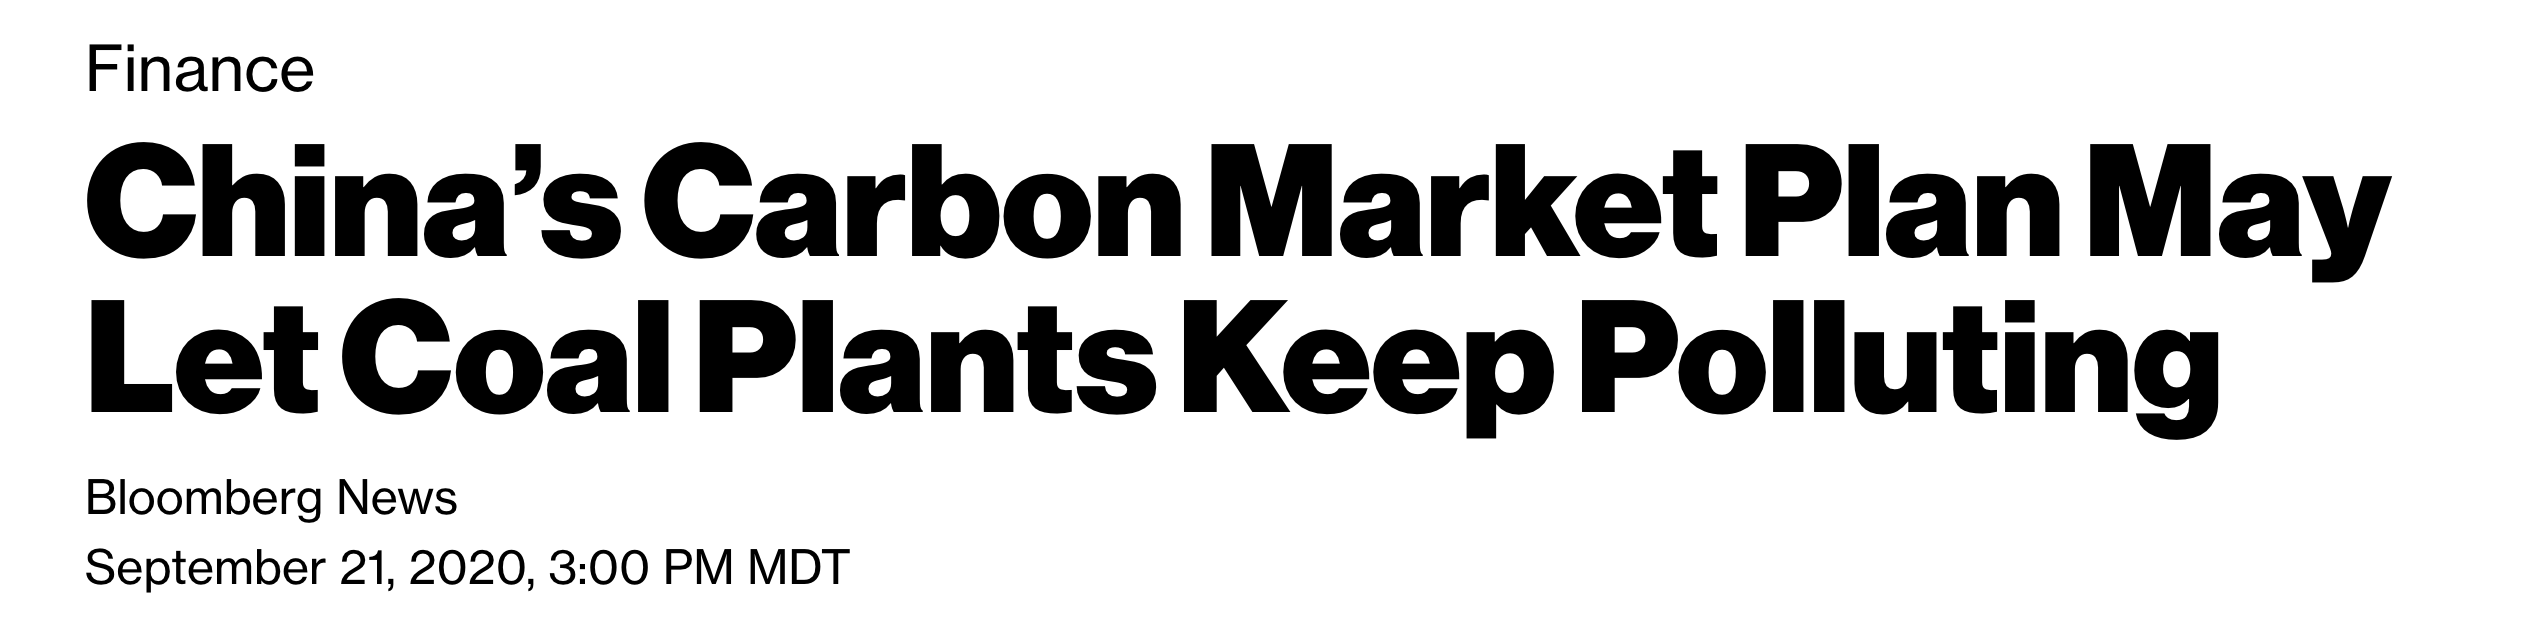 Finance
China’s Carbon Market Plan May
Let Coal Plants Keep Polluting
Bloomberg News
September 21, 2020, 3:00 PM MDT